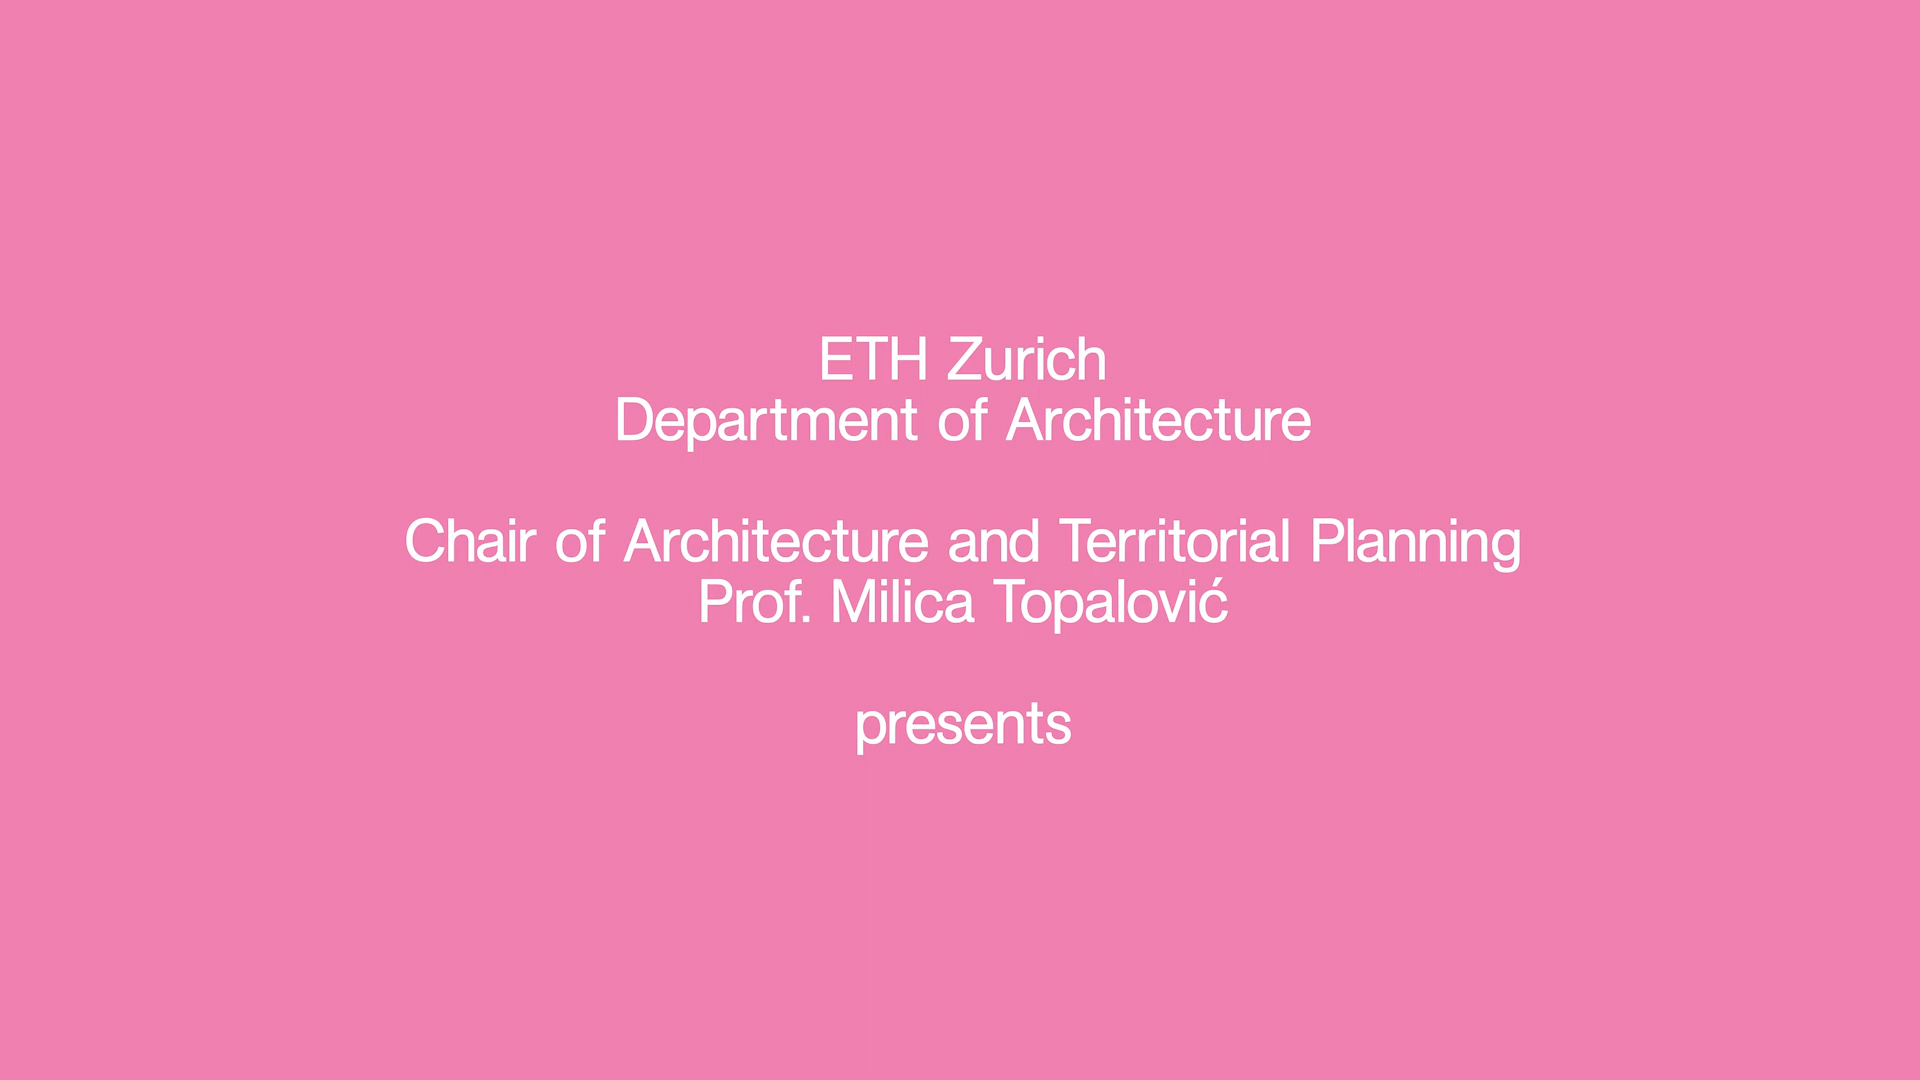 ETH Zurich
Department of Architecture
Chair of Architecture and Territorial Planning
Prof. Milica Topalović
presents